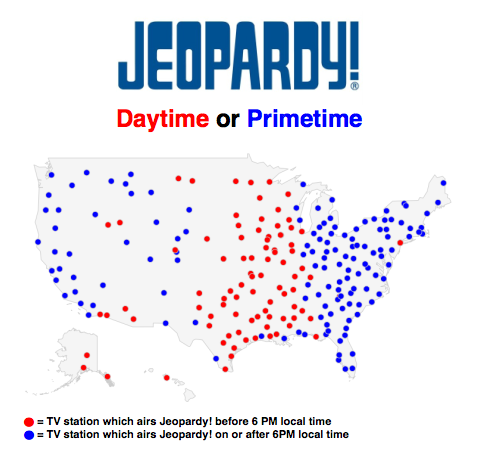 JEOPARDY!®
Daytime or Primetime
= TV station which airs Jeopardy! before 6 PM local time
= TV station which airs Jeopardy! on or after 6PM local time